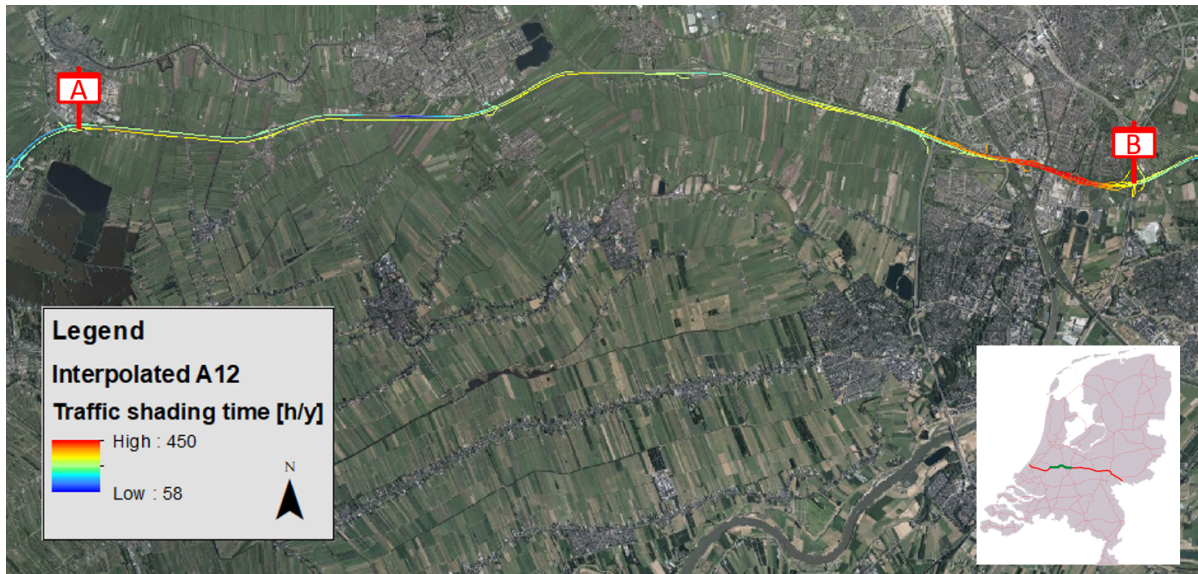 A
B
Legend
Interpolated A12
Traffic shading time [h/y]
High : 450
Low : 58
N